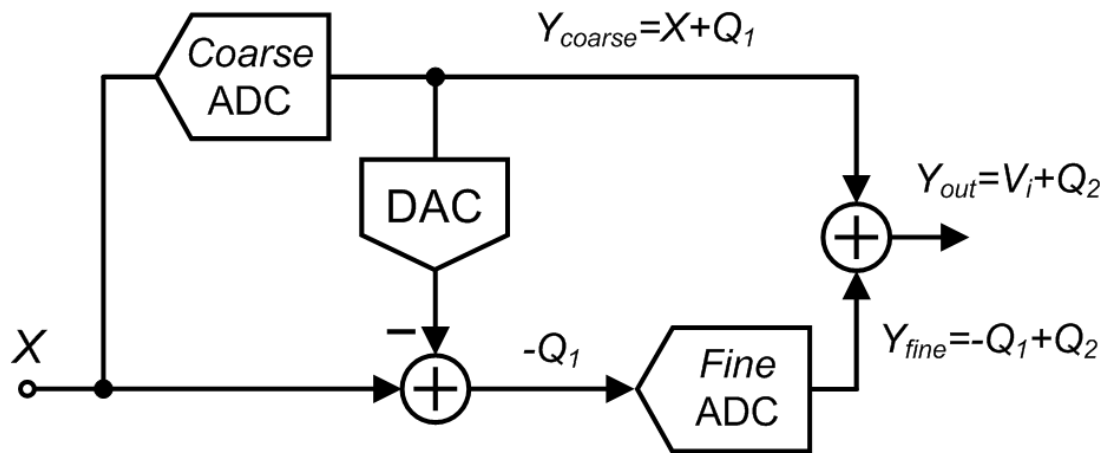 Coarse
ADC
Y_coarse=X+Q_1
DAC
Y_out=V_i+Q_2
X
−
-Q_1
Fine
ADC
Y_fine=-Q_1+Q_2